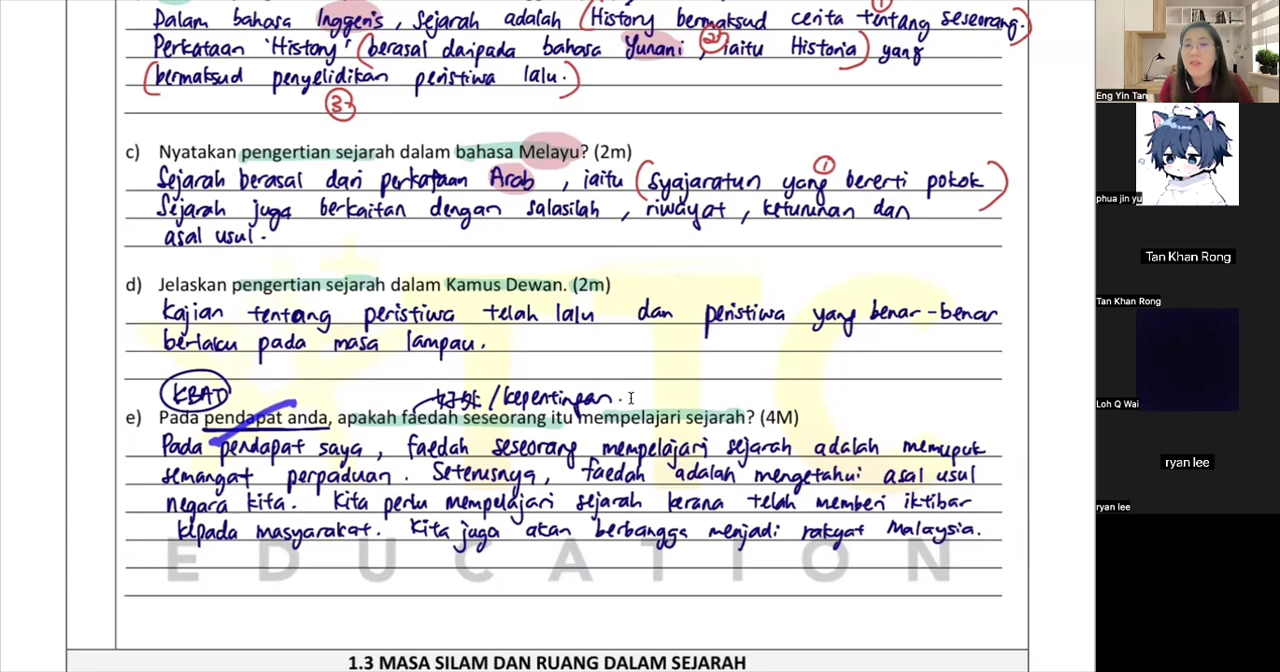 Dalam bahasa Inggeris, Sejarah adalah (History bermaksud cerita tentang seseorang.) ①
Perkataan 'History' (berasal daripada bahasa Yunani, ② iaitu Historia) yang
(bermaksud penyelidikan peristiwa lalu.)
③
c) Nyatakan pengertian sejarah dalam bahasa Melayu? (2m)
Sejarah berasal dari perkataan Arab, iaitu (syajaratun yang ① bererti pokok)
Sejarah juga berkaitan dengan salasilah, riwayat, keturunan dan
asal usul.
d) Jelaskan pengertian sejarah dalam Kamus Dewan. (2m)
Kajian tentang peristiwa telah lalu dan peristiwa yang benar-benar
berlaku pada masa lampau.
KBAT
好处/kepentingan.
e) Pada pendapat anda, apakah faedah seseorang itu mempelajari sejarah? (4M)
Pada pendapat saya, faedah seseorang mempelajari sejarah adalah memupuk
semangat perpaduan. Seterusnya, faedah adalah mengetahui asal usul
negara kita. Kita perlu mempelajari sejarah kerana telah memberi iktibar
kepada masyarakat. Kita juga akan berbangga menjadi rakyat Malaysia.
EDUCATION
1.3 MASA SILAM DAN RUANG DALAM SEJARAH
Eng Yin Tan
phua jin yu
Tan Khan Rong
Tan Khan Rong
Loh Q Wai
ryan lee
ryan lee